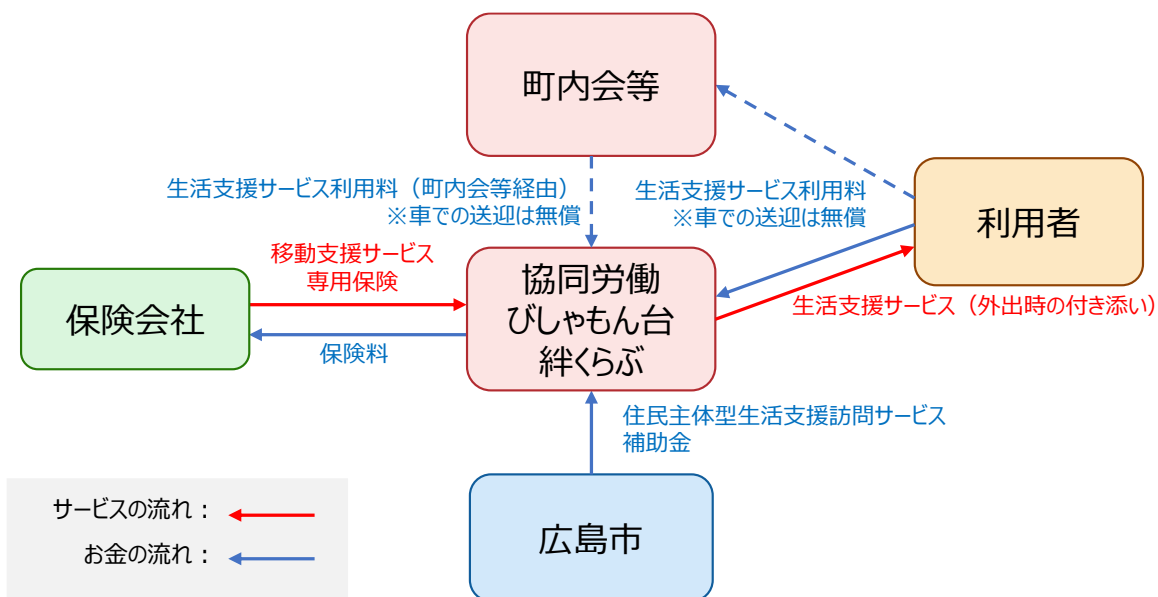 町内会等
生活支援サービス利用料（町内会等経由）
※車での送迎は無償
生活支援サービス利用料
※車での送迎は無償
利用者
移動支援サービス
専用保険
保険会社
保険料
協同労働
びしゃもん台
絆くらぶ
生活支援サービス（外出時の付き添い）
住民主体型生活支援訪問サービス
補助金
広島市
サービスの流れ：
お金の流れ：